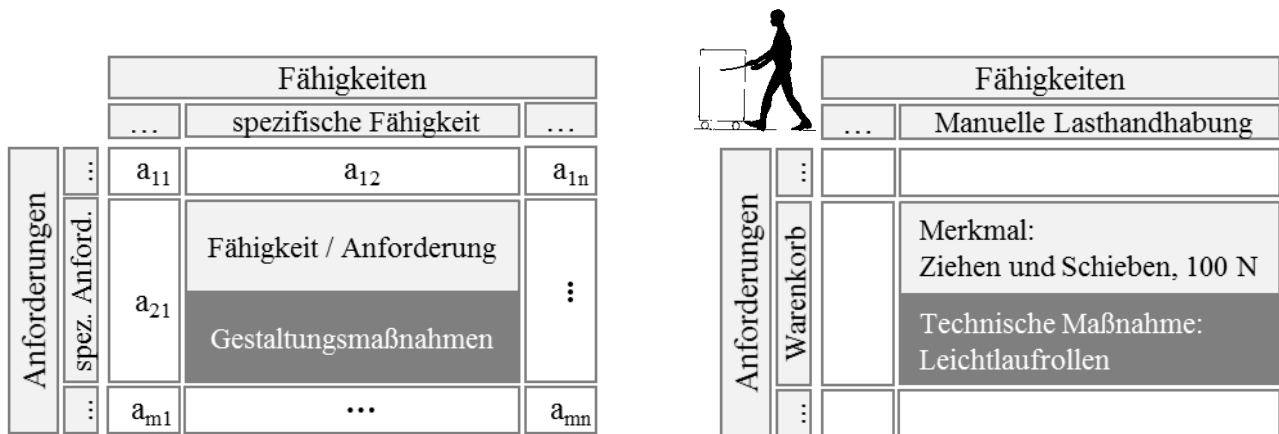 Fähigkeiten
… spezifische Fähigkeit …
Anforderungen
…
a11 a12 a1n
spez. Anford.
a21
Fähigkeit / Anforderung
Gestaltungsmaßnahmen
⋮
…
am1 … amn
Fähigkeiten
… Manuelle Lasthandhabung
Anforderungen
…
Warenkorb
Merkmal:
Ziehen und Schieben, 100 N
Technische Maßnahme:
Leichtlaufrollen
…